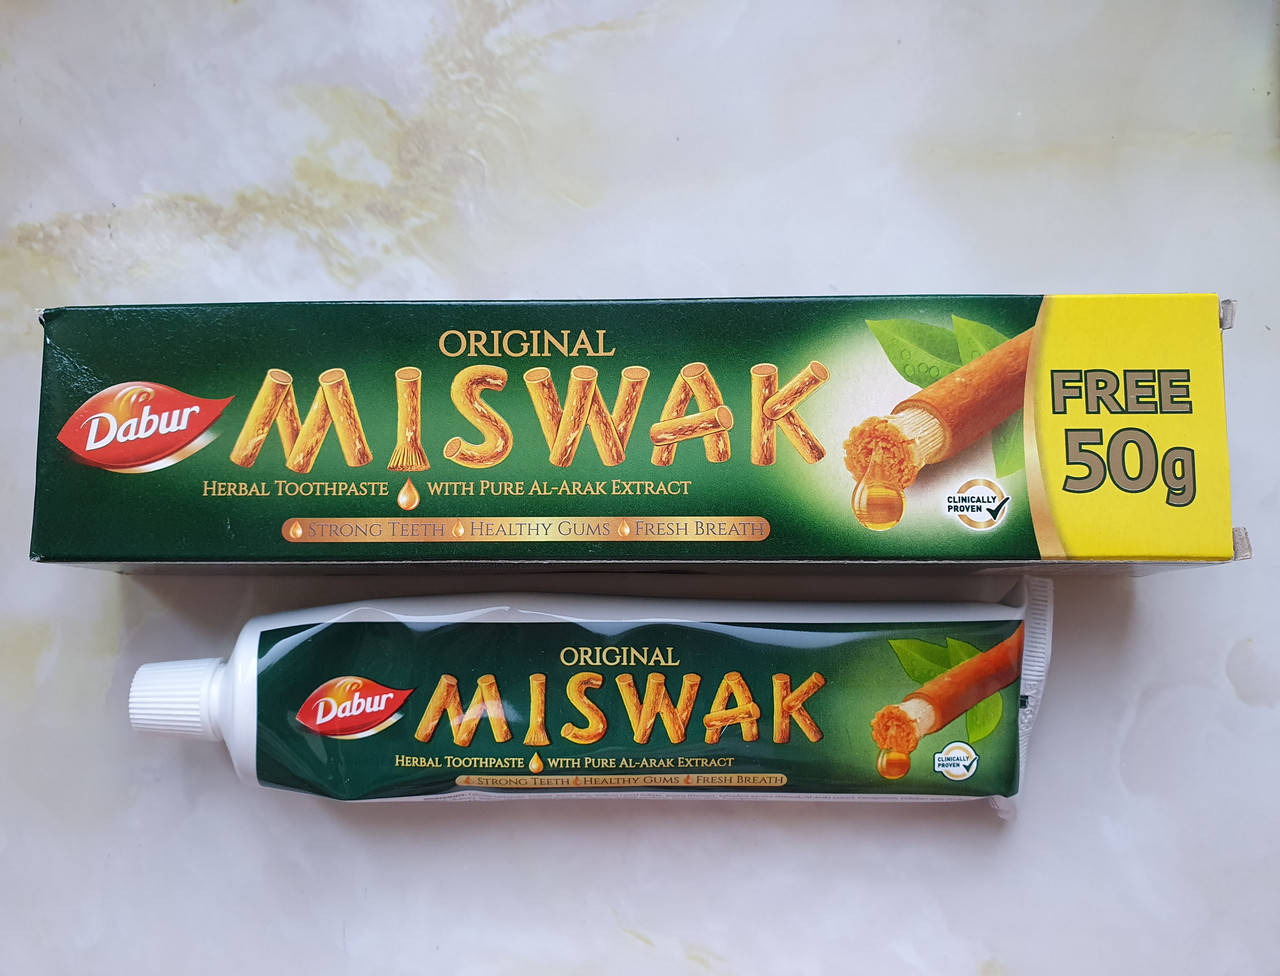 ORIGINAL
Dabur
MISWAK
HERBAL TOOTHPASTE WITH PURE AL-ARAK EXTRACT
STRONG TEETH HEALTHY GUMS FRESH BREATH
CLINICALLY
PROVEN
FREE
50g
ORIGINAL
Dabur
MISWAK
HERBAL TOOTHPASTE WITH PURE AL-ARAK EXTRACT
STRONG TEETH HEALTHY GUMS FRESH BREATH
CLINICALLY
PROVEN